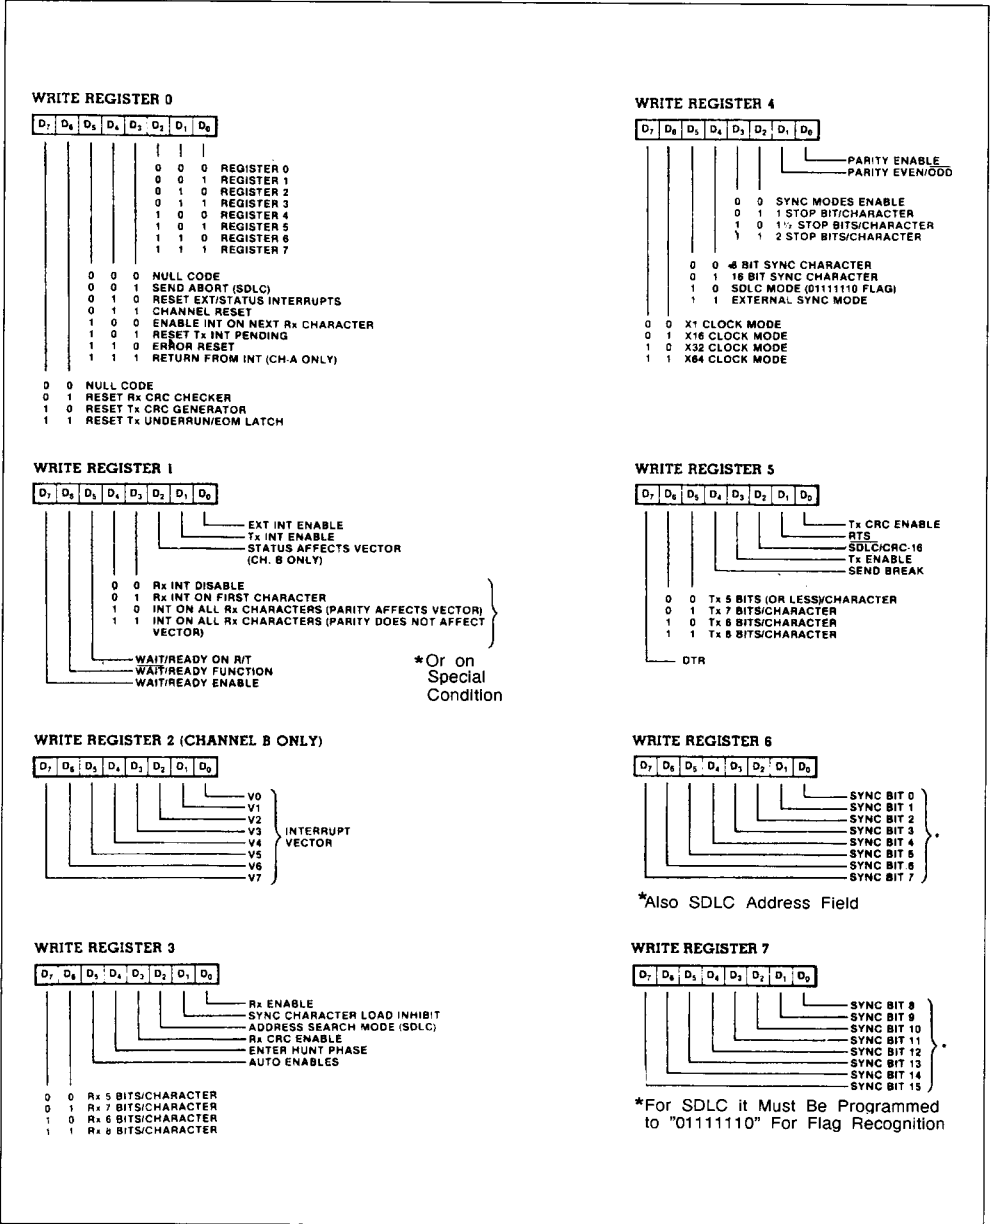 WRITE REGISTER 0
D7 D6 D5 D4 D3 D2 D1 D0
0 0 0 REGISTER 0
0 0 1 REGISTER 1
0 1 0 REGISTER 2
0 1 1 REGISTER 3
1 0 0 REGISTER 4
1 0 1 REGISTER 5
1 1 0 REGISTER 6
1 1 1 REGISTER 7
0 0 0 NULL CODE
0 0 1 SEND ABORT (SDLC)
0 1 0 RESET EXT/STATUS INTERRUPTS
0 1 1 CHANNEL RESET
1 0 0 ENABLE INT ON NEXT Rx CHARACTER
1 0 1 RESET Tx INT PENDING
1 1 0 ERROR RESET
1 1 1 RETURN FROM INT (CH-A ONLY)
0 0 NULL CODE
0 1 RESET Rx CRC CHECKER
1 0 RESET Tx CRC GENERATOR
1 1 RESET Tx UNDERRUN/EOM LATCH
WRITE REGISTER 1
D7 D6 D5 D4 D3 D2 D1 D0
EXT INT ENABLE
Tx INT ENABLE
STATUS AFFECTS VECTOR
(CH. B ONLY)
0 0 Rx INT DISABLE
0 1 Rx INT ON FIRST CHARACTER
1 0 INT ON ALL Rx CHARACTERS (PARITY AFFECTS VECTOR)
1 1 INT ON ALL Rx CHARACTERS (PARITY DOES NOT AFFECT
VECTOR)
WAIT/READY ON R/T
WAIT/READY FUNCTION
WAIT/READY ENABLE
*Or on
Special
Condition
WRITE REGISTER 2 (CHANNEL B ONLY)
D7 D6 D5 D4 D3 D2 D1 D0
V0
V1
V2
V3
V4
V5
V6
V7
INTERRUPT
VECTOR
WRITE REGISTER 3
D7 D6 D5 D4 D3 D2 D1 D0
Rx ENABLE
SYNC CHARACTER LOAD INHIBIT
ADDRESS SEARCH MODE (SDLC)
Rx CRC ENABLE
ENTER HUNT PHASE
AUTO ENABLES
0 0 Rx 5 BITS/CHARACTER
0 1 Rx 7 BITS/CHARACTER
1 0 Rx 6 BITS/CHARACTER
1 1 Rx 8 BITS/CHARACTER
WRITE REGISTER 4
D7 D6 D5 D4 D3 D2 D1 D0
PARITY ENABLE
PARITY EVEN/ODD
0 0 SYNC MODES ENABLE
0 1 1 STOP BIT/CHARACTER
1 0 1½ STOP BITS/CHARACTER
1 1 2 STOP BITS/CHARACTER
0 0 8 BIT SYNC CHARACTER
0 1 16 BIT SYNC CHARACTER
1 0 SDLC MODE (01111110 FLAG)
1 1 EXTERNAL SYNC MODE
0 0 X1 CLOCK MODE
0 1 X16 CLOCK MODE
1 0 X32 CLOCK MODE
1 1 X64 CLOCK MODE
WRITE REGISTER 5
D7 D6 D5 D4 D3 D2 D1 D0
Tx CRC ENABLE
RTS
SDLC/CRC-16
Tx ENABLE
SEND BREAK
0 0 Tx 5 BITS (OR LESS)/CHARACTER
0 1 Tx 7 BITS/CHARACTER
1 0 Tx 6 BITS/CHARACTER
1 1 Tx 8 BITS/CHARACTER
DTR
WRITE REGISTER 6
D7 D6 D5 D4 D3 D2 D1 D0
SYNC BIT 0
SYNC BIT 1
SYNC BIT 2
SYNC BIT 3
SYNC BIT 4
SYNC BIT 5
SYNC BIT 6
SYNC BIT 7
*
*Also SDLC Address Field
WRITE REGISTER 7
D7 D6 D5 D4 D3 D2 D1 D0
SYNC BIT 8
SYNC BIT 9
SYNC BIT 10
SYNC BIT 11
SYNC BIT 12
SYNC BIT 13
SYNC BIT 14
SYNC BIT 15
*
*For SDLC it Must Be Programmed
to "01111110" For Flag Recognition